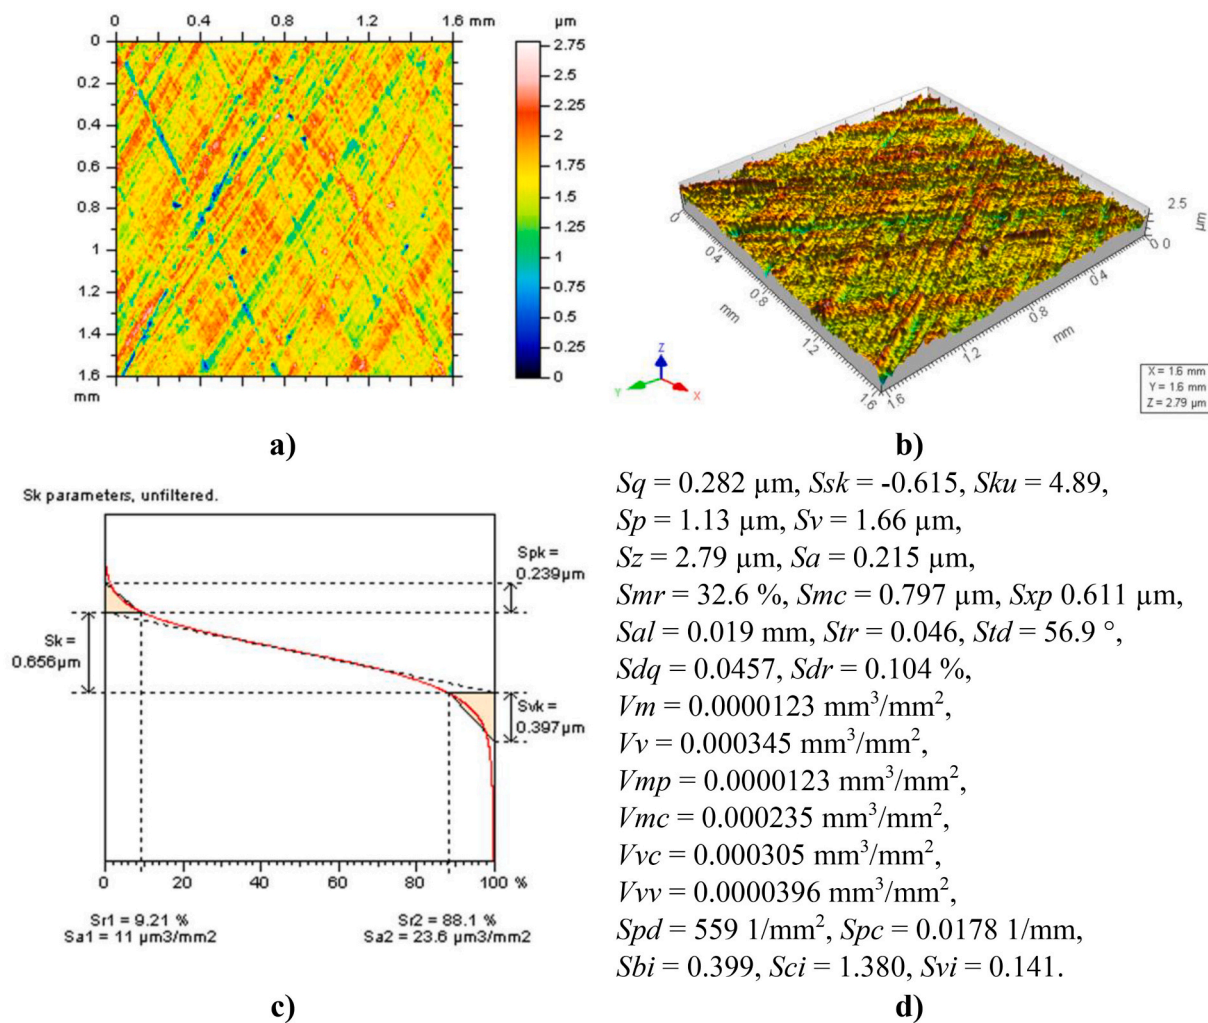 0 0.4 0.8 1.2 1.6 mm µm
0
0.2
0.4
0.6
0.8
1
1.2
1.4
1.6
mm
2.75
2.25
1.75
1.5
1.25
1
0.75
0.5
0.25
0
a)
0
0.4
0.8
1.2
1.6
mm
1.6
1.2
0.8
0.4
0
mm
2.5
0
µm
Z
Y
X
X = 1.6 mm
Y = 1.6 mm
Z = 2.79 µm
b)
Sk parameters, unfiltered.
Spk =
0.239µm
Sk =
0.656µm
Svk =
0.397µm
0 20 40 60 80 100 %
Sr1 = 9.21 %
Sa1 = 11 µm3/mm2
Sr2 = 88.1 %
Sa2 = 23.6 µm3/mm2
c)
Sq = 0.282 µm, Ssk = -0.615, Sku = 4.89,
Sp = 1.13 µm, Sv = 1.66 µm,
Sz = 2.79 µm, Sa = 0.215 µm,
Smr = 32.6 %, Smc = 0.797 µm, Sxp 0.611 µm,
Sal = 0.019 mm, Str = 0.046, Std = 56.9 °,
Sdq = 0.0457, Sdr = 0.104 %,
Vm = 0.0000123 mm³/mm²,
Vv = 0.000345 mm³/mm²,
Vmp = 0.0000123 mm³/mm²,
Vmc = 0.000235 mm³/mm²,
Vvc = 0.000305 mm³/mm²,
Vvv = 0.0000396 mm³/mm²,
Spd = 559 1/mm², Spc = 0.0178 1/mm,
Sbi = 0.399, Sci = 1.380, Svi = 0.141.
d)